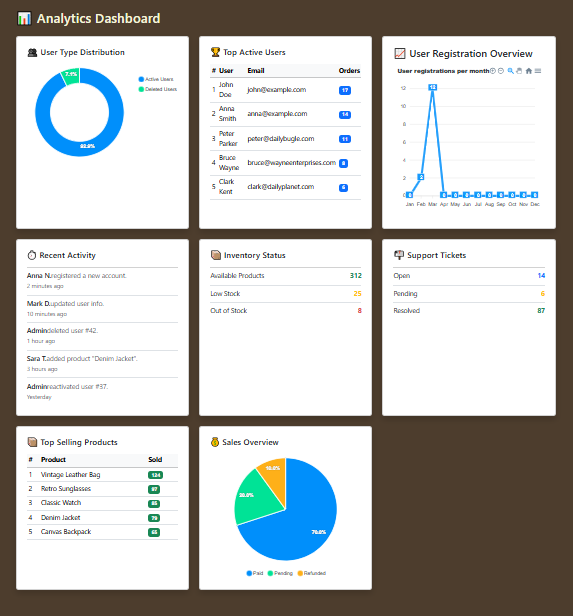 Analytics Dashboard
User Type Distribution
7.1%
92.9%
Active Users
Deleted Users
Top Active Users
# User Email Orders
1 John Doe john@example.com 17
2 Anna Smith anna@example.com 14
3 Peter Parker peter@dailybugle.com 11
4 Bruce Wayne bruce@wayneenterprises.com 8
5 Clark Kent clark@dailyplanet.com 5
User Registration Overview
User registrations per month
12
10
8
6
4
2
0
0 2 12 0 0 0 0 0 0 0 0 0
Jan Feb Mar Apr May Jun Jul Aug Sep Oct Nov Dec
Recent Activity
Anna N.registered a new account.
2 minutes ago
Mark D.updated user info.
10 minutes ago
Admindeleted user #42.
1 hour ago
Sara T.added product "Denim Jacket".
3 hours ago
Adminreactivated user #37.
Yesterday
Inventory Status
Available Products 312
Low Stock 25
Out of Stock 8
Support Tickets
Open 14
Pending 6
Resolved 87
Top Selling Products
# Product Sold
1 Vintage Leather Bag 124
2 Retro Sunglasses 97
3 Classic Watch 85
4 Denim Jacket 79
5 Canvas Backpack 65
Sales Overview
10.0%
20.0%
70.0%
Paid Pending Refunded